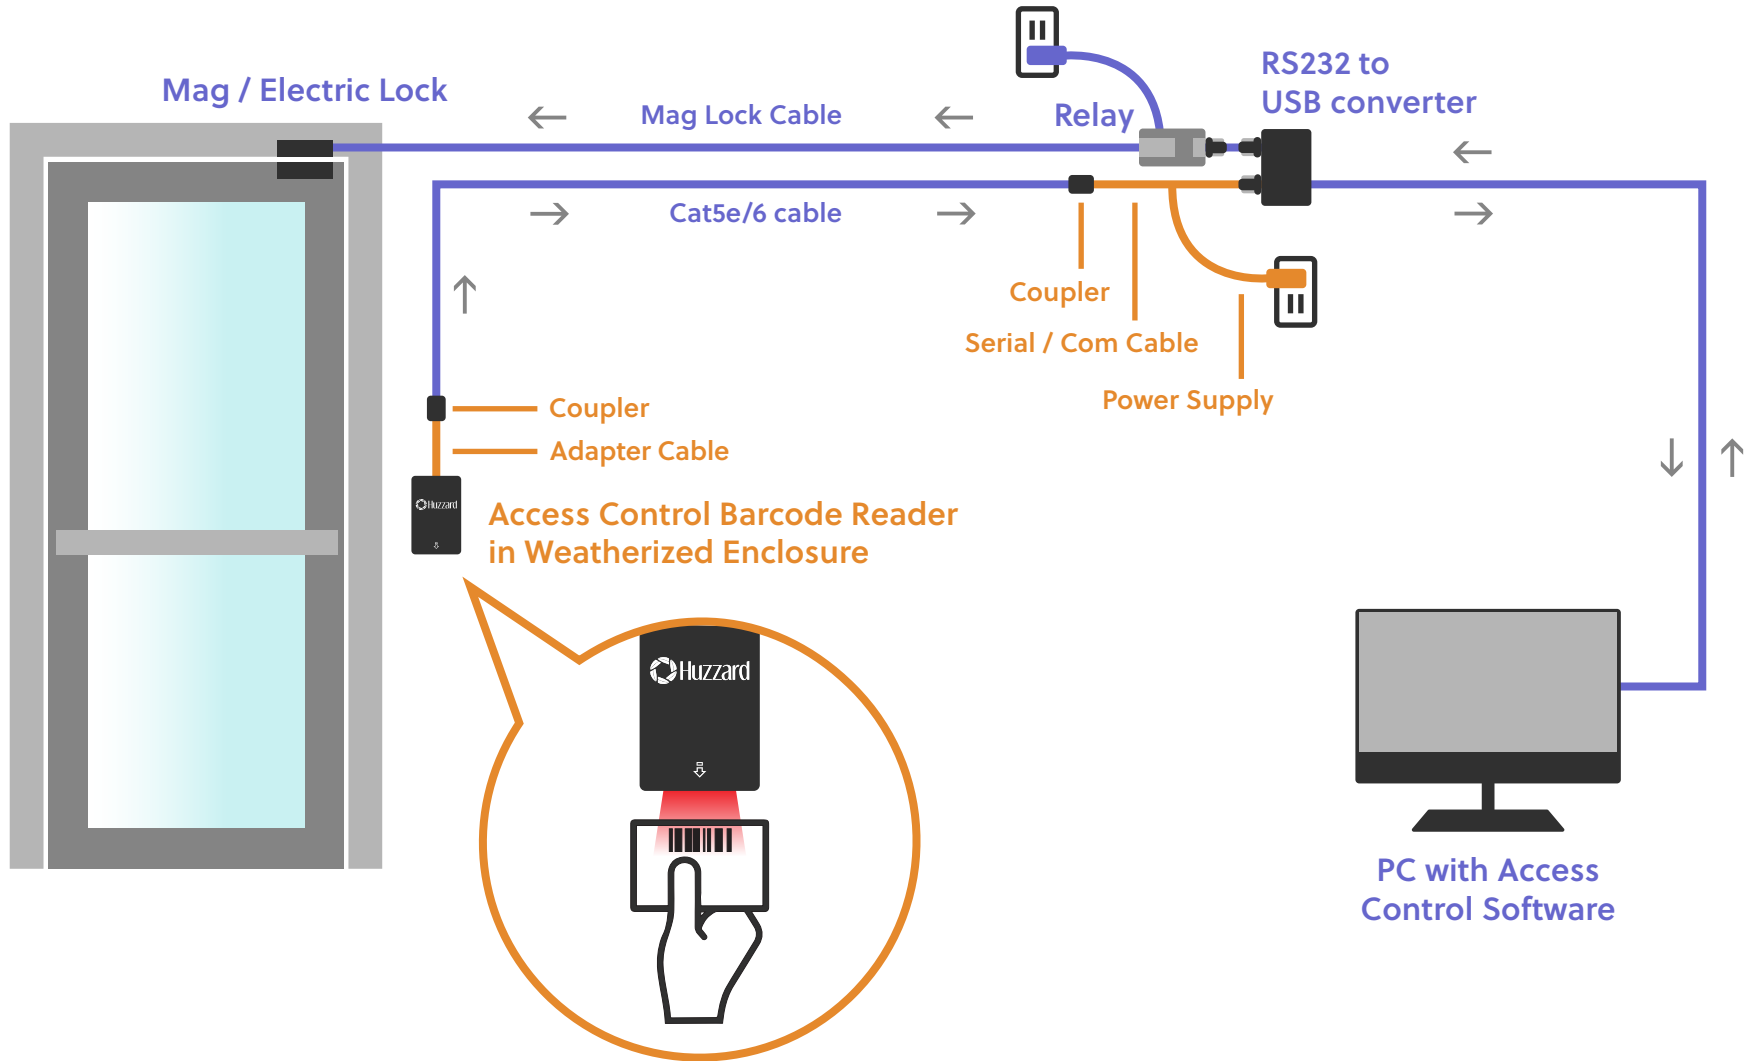 RS232 to
USB converter
Mag / Electric Lock
Mag Lock Cable
Relay
Cat5e/6 cable
Coupler
Serial / Com Cable
Power Supply
Coupler
Adapter Cable
Huzzard
Access Control Barcode Reader
in Weatherized Enclosure
Huzzard
PC with Access
Control Software